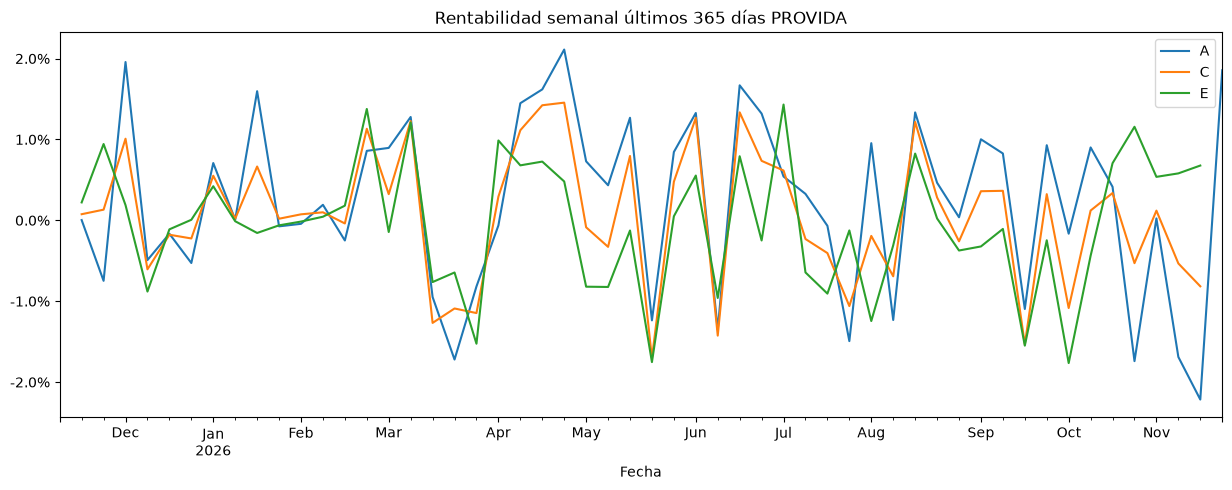 Rentabilidad semanal últimos 365 días PROVIDA
A
C
E
2.0%
1.0%
0.0%
-1.0%
-2.0%
Dec Jan Feb Mar Apr May Jun Jul Aug Sep Oct Nov
2026
Fecha